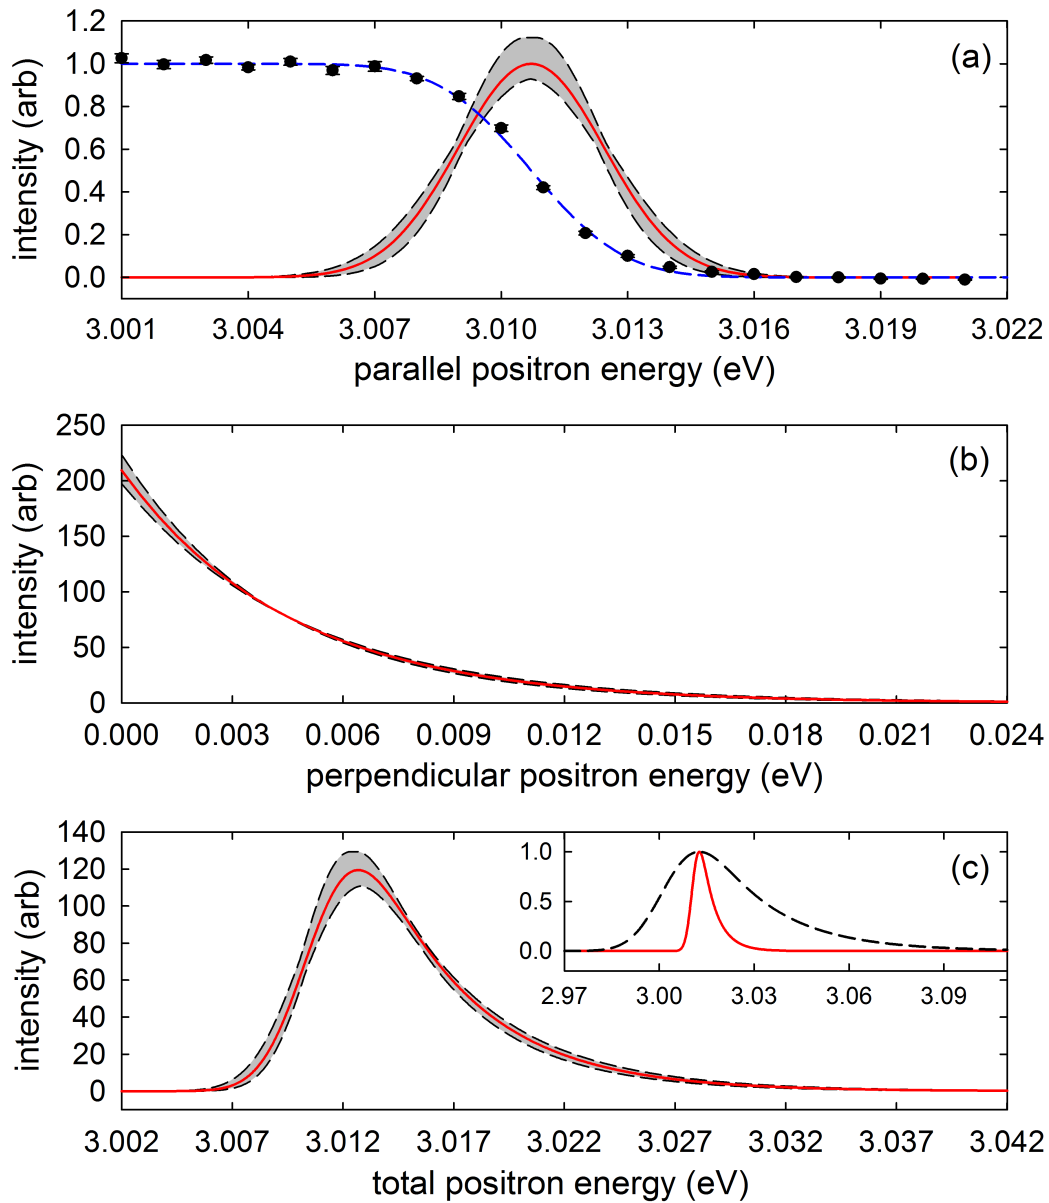 1.2
1.0
0.8
0.6
0.4
0.2
0.0
intensity (arb)
(a)
3.001 3.004 3.007 3.010 3.013 3.016 3.019 3.022
parallel positron energy (eV)
250
200
150
100
50
0
intensity (arb)
(b)
0.000 0.003 0.006 0.009 0.012 0.015 0.018 0.021 0.024
perpendicular positron energy (eV)
140
120
100
80
60
40
20
0
intensity (arb)
(c)
1.0
0.5
0.0
2.97 3.00 3.03 3.06 3.09
3.002 3.007 3.012 3.017 3.022 3.027 3.032 3.037 3.042
total positron energy (eV)